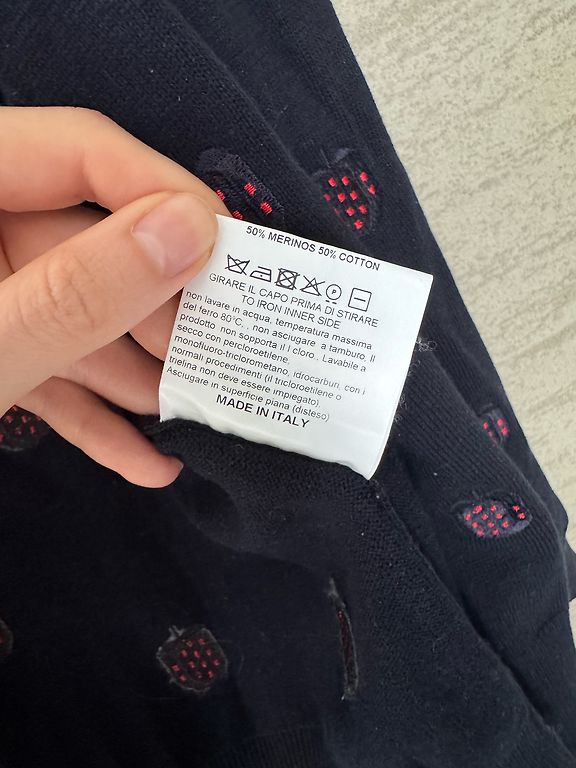 50% MERINOS 50% COTTON
P
GIRARE IL CAPO PRIMA DI STIRARE
TO IRON INNER SIDE
non lavare in acqua, temperatura massima
del ferro 80°C, . non asciugare a tamburo, Il
prodotto non supporta il l cloro . Lavabile a
secco con percloroetilene.
monofluoro-triclorometano, idrocarburi, con i
normali procedimenti (il tricloroetilene o
trielina non deve essere impiegato)
Asciugare in superfice piana (disteso)
MADE IN ITALY